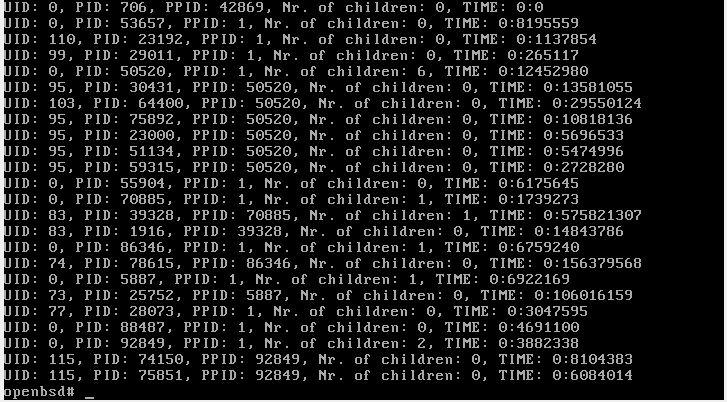 UID: 0, PID: 706, PPID: 42869, Nr. of children: 0, TIME: 0:0
UID: 0, PID: 53657, PPID: 1, Nr. of children: 0, TIME: 0:8195559
UID: 110, PID: 23192, PPID: 1, Nr. of children: 0, TIME: 0:1137854
UID: 99, PID: 29011, PPID: 1, Nr. of children: 0, TIME: 0:265117
UID: 0, PID: 50520, PPID: 1, Nr. of children: 6, TIME: 0:12452980
UID: 95, PID: 30431, PPID: 50520, Nr. of children: 0, TIME: 0:13581055
UID: 103, PID: 64400, PPID: 50520, Nr. of children: 0, TIME: 0:29550124
UID: 95, PID: 75892, PPID: 50520, Nr. of children: 0, TIME: 0:10818136
UID: 95, PID: 23000, PPID: 50520, Nr. of children: 0, TIME: 0:5696533
UID: 95, PID: 51134, PPID: 50520, Nr. of children: 0, TIME: 0:5474996
UID: 95, PID: 59315, PPID: 50520, Nr. of children: 0, TIME: 0:2728280
UID: 0, PID: 55904, PPID: 1, Nr. of children: 0, TIME: 0:6175645
UID: 0, PID: 70885, PPID: 1, Nr. of children: 1, TIME: 0:1739273
UID: 83, PID: 39328, PPID: 70885, Nr. of children: 1, TIME: 0:575821307
UID: 83, PID: 1916, PPID: 39328, Nr. of children: 0, TIME: 0:14843786
UID: 0, PID: 86346, PPID: 1, Nr. of children: 1, TIME: 0:6759240
UID: 74, PID: 78615, PPID: 86346, Nr. of children: 0, TIME: 0:156379568
UID: 0, PID: 5887, PPID: 1, Nr. of children: 1, TIME: 0:6922169
UID: 73, PID: 25752, PPID: 5887, Nr. of children: 0, TIME: 0:106016159
UID: 77, PID: 28073, PPID: 1, Nr. of children: 0, TIME: 0:3047595
UID: 0, PID: 88487, PPID: 1, Nr. of children: 0, TIME: 0:4691100
UID: 0, PID: 92849, PPID: 1, Nr. of children: 2, TIME: 0:3882338
UID: 115, PID: 74150, PPID: 92849, Nr. of children: 0, TIME: 0:8104383
UID: 115, PID: 75851, PPID: 92849, Nr. of children: 0, TIME: 0:6084014
openbsd# _